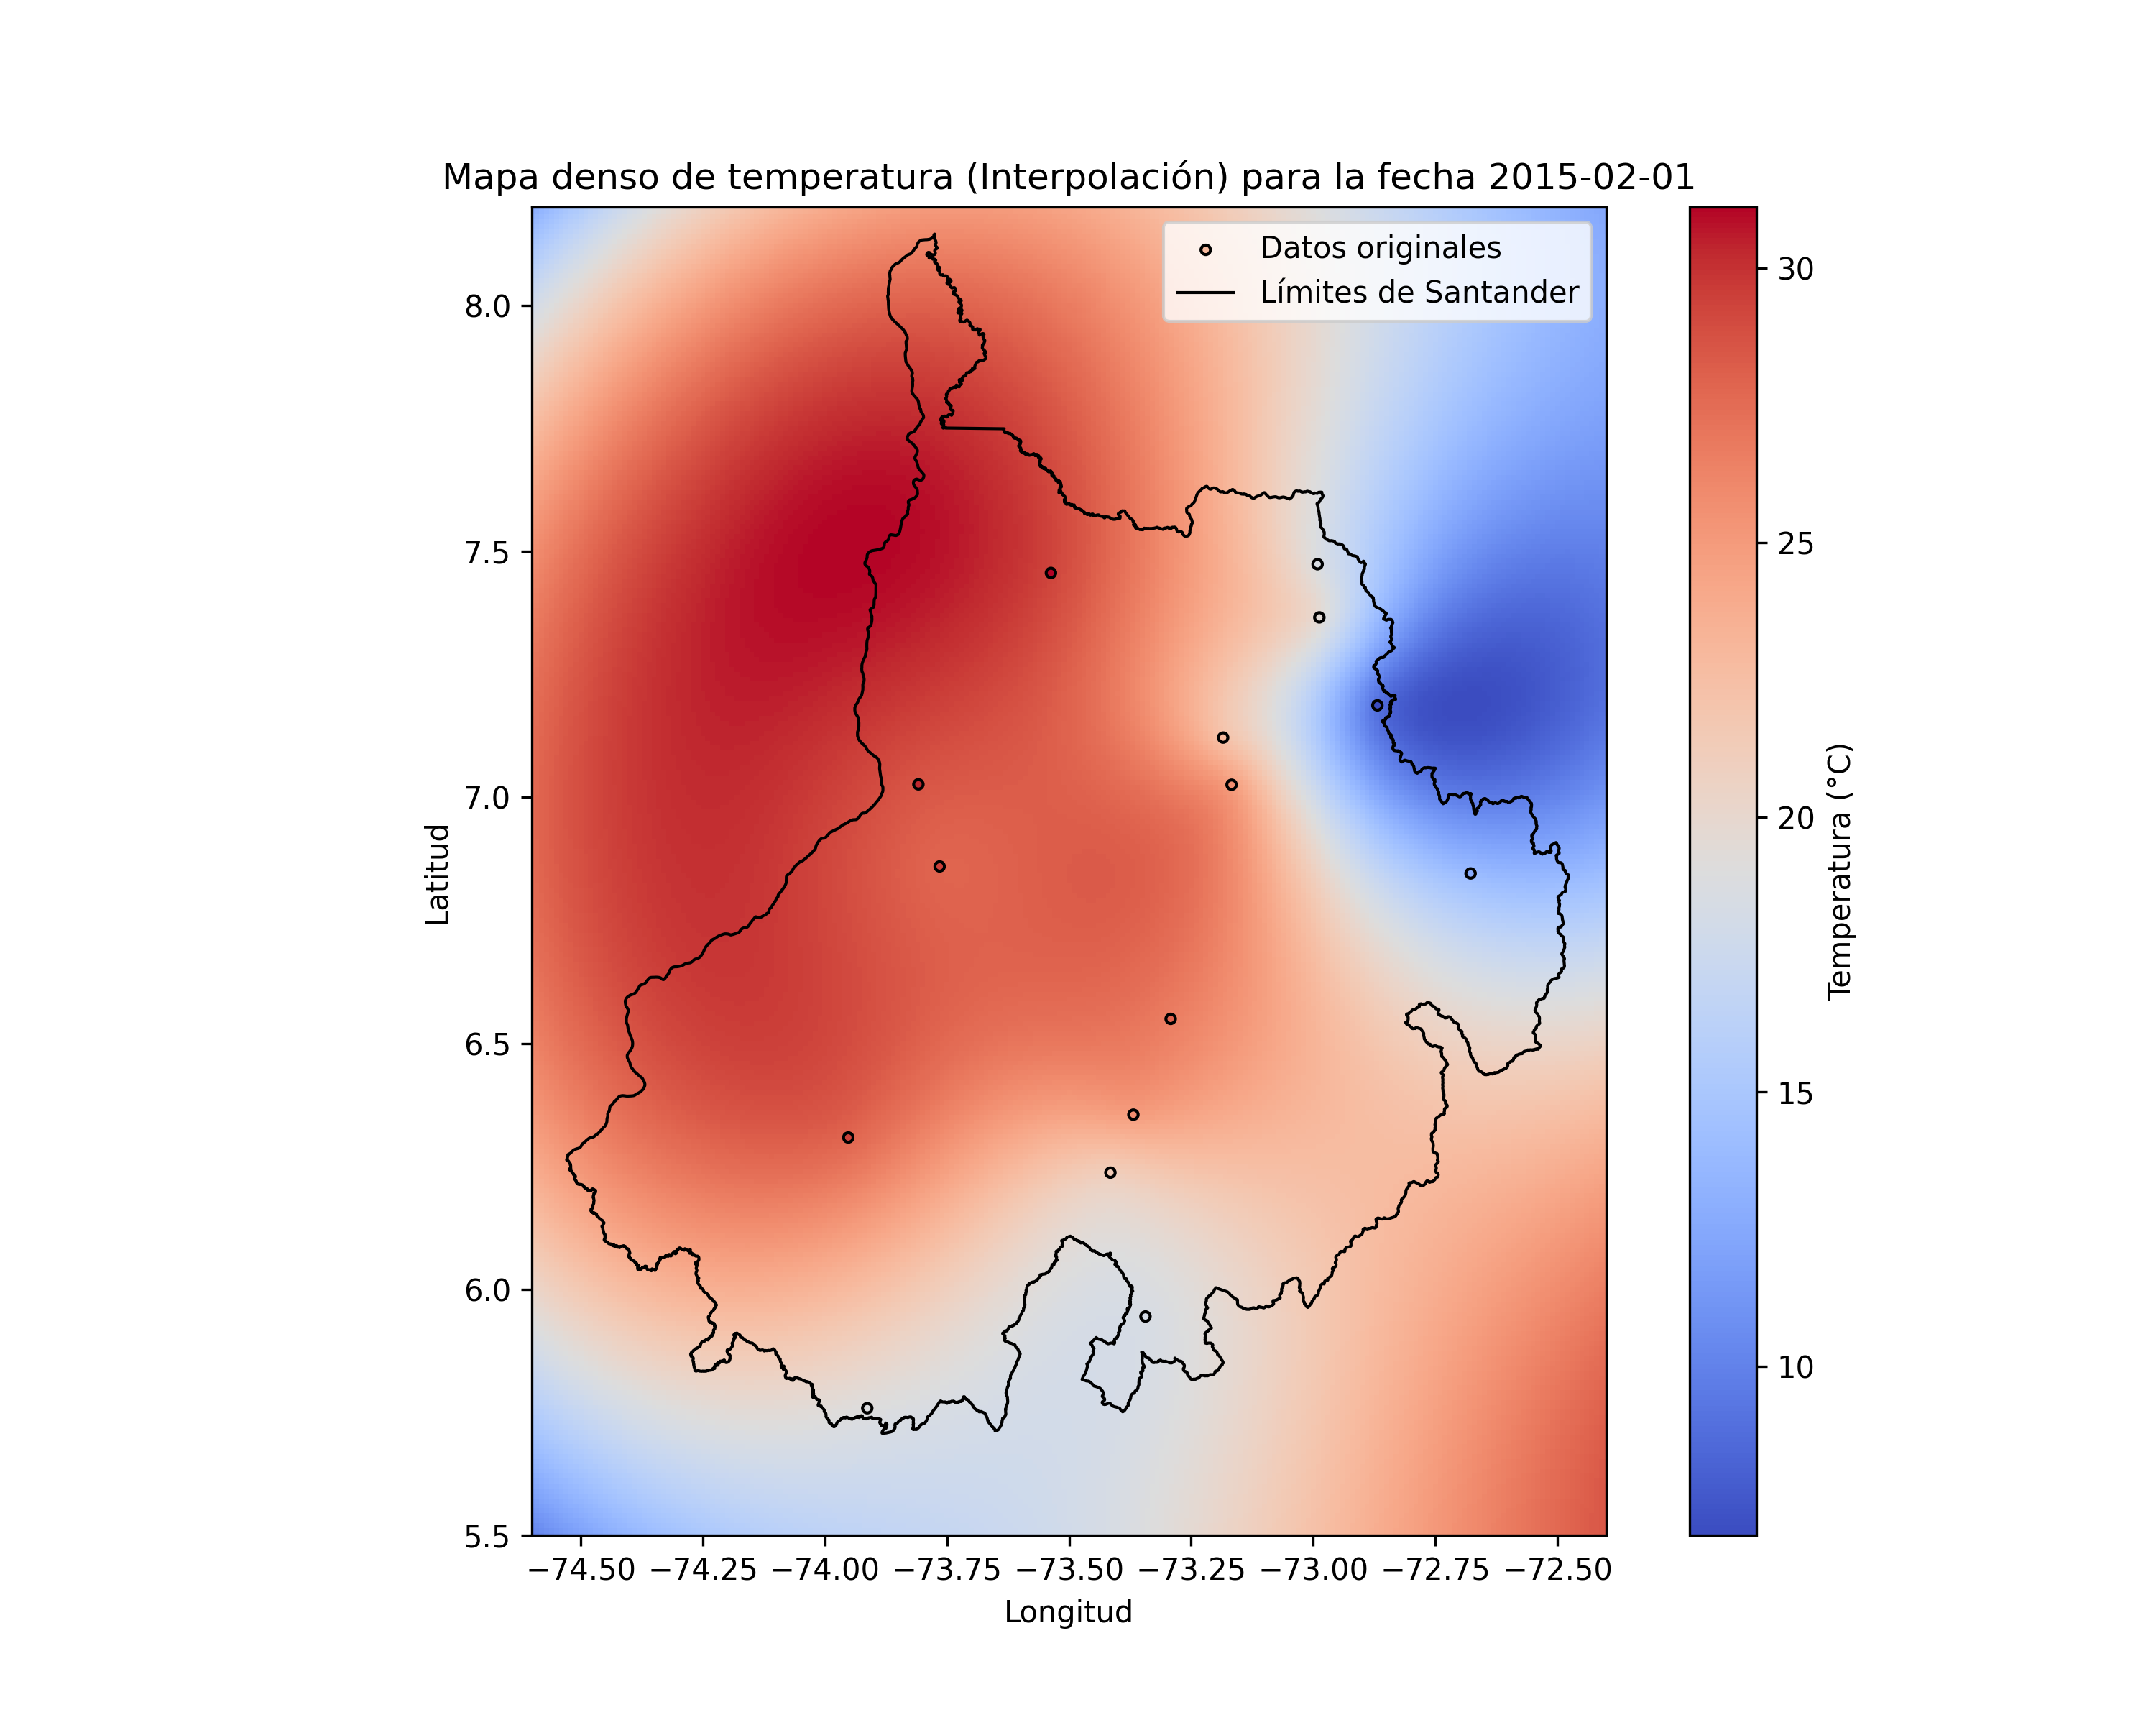 Mapa denso de temperatura (Interpolación) para la fecha 2015-02-01
Datos originales
Límites de Santander
8.0
7.5
7.0
6.5
6.0
5.5
Latitud
−74.50 −74.25 −74.00 −73.75 −73.50 −73.25 −73.00 −72.75 −72.50
Longitud
30
25
20
15
10
Temperatura (°C)